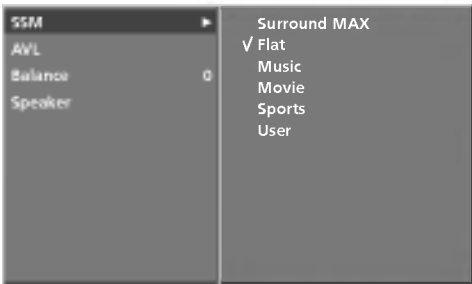 SSM ▶
AVL
Balance 0
Speaker
Surround MAX
√ Flat
Music
Movie
Sports
User